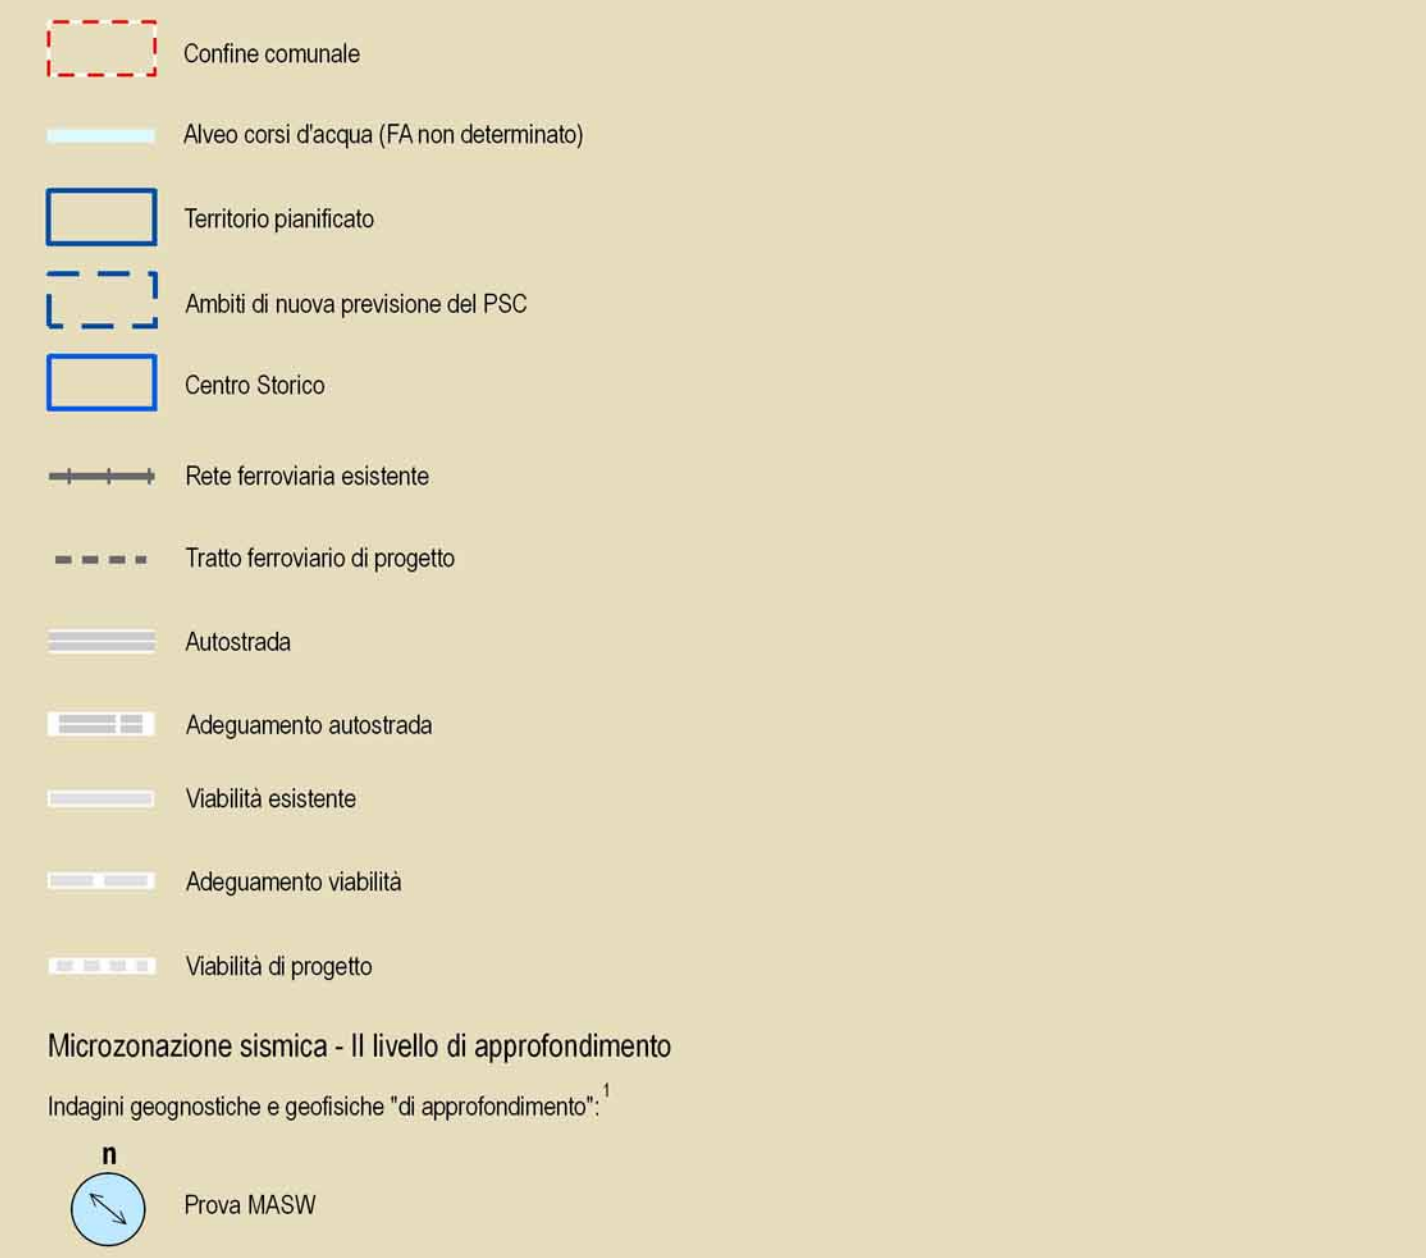 Confine comunale
Alveo corsi d'acqua (FA non determinato)
Territorio pianificato
Ambiti di nuova previsione del PSC
Centro Storico
Rete ferroviaria esistente
Tratto ferroviario di progetto
Autostrada
Adeguamento autostrada
Viabilità esistente
Adeguamento viabilità
Viabilità di progetto
Microzonazione sismica - II livello di approfondimento
Indagini geognostiche e geofisiche "di approfondimento": 1
n
Prova MASW